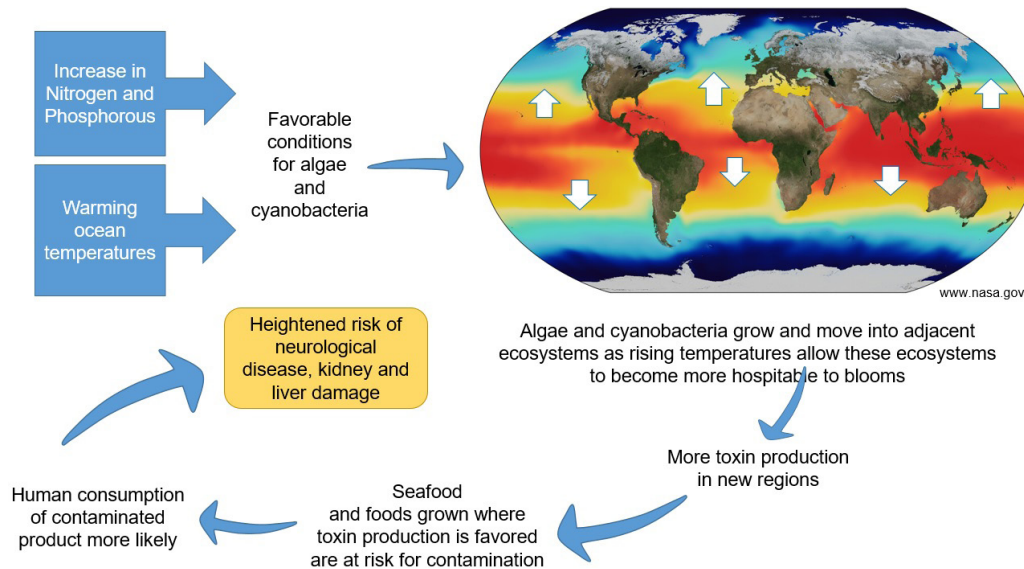 Increase in
Nitrogen and
Phosphorous
Warming
ocean
temperatures
Favorable
conditions
for algae
and
cyanobacteria
www.nasa.gov
Algae and cyanobacteria grow and move into adjacent
ecosystems as rising temperatures allow these ecosystems
to become more hospitable to blooms
More toxin production
in new regions
Seafood
and foods grown where
toxin production is favored
are at risk for contamination
Human consumption
of contaminated
product more likely
Heightened risk of
neurological
disease, kidney and
liver damage